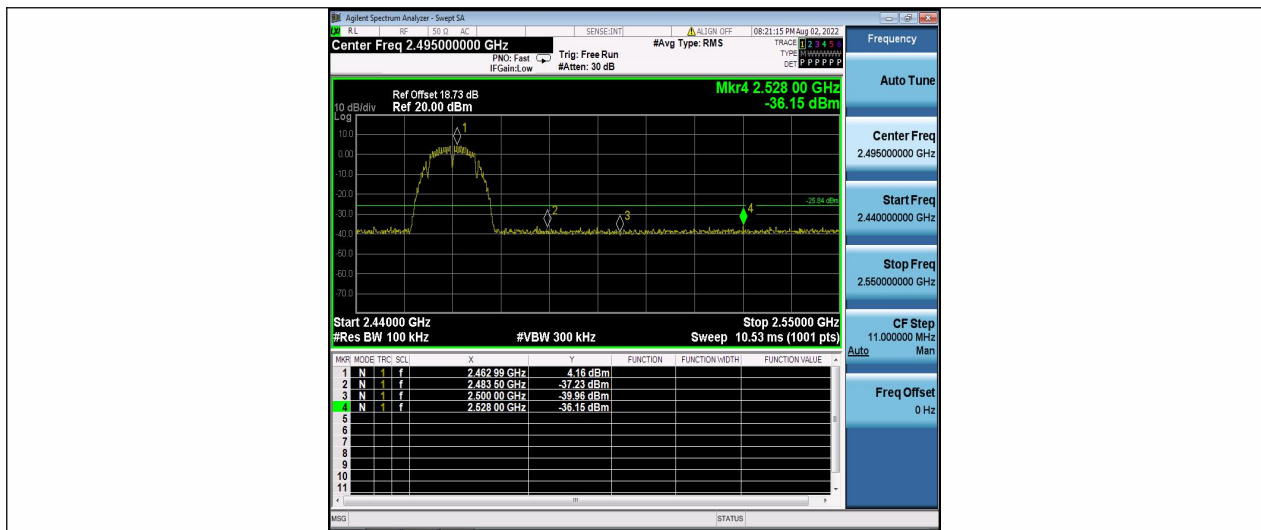 Agilent Spectrum Analyzer - Swept SA
RL RF 50 Ω AC SENSE:INT ALIGN OFF 08:21:15 PM Aug 02, 2022
Center Freq 2.495000000 GHz #Avg Type: RMS TRACE 1 2 3 4 5 6
PNO: Fast Trig: Free Run TYPE M W W W W W
IFGain:Low #Atten: 30 dB DET P P P P P P
Mkr4 2.528 00 GHz
-36.15 dBm
Ref Offset 18.73 dB
10 dB/div Ref 20.00 dBm
Log
10.0
0.00
-10.0
-20.0
-30.0
-40.0
-50.0
-60.0
-70.0
1
2
3
4
-25.84 dBm
Start 2.44000 GHz Stop 2.55000 GHz
#Res BW 100 kHz #VBW 300 kHz Sweep 10.53 ms (1001 pts)
MKR MODE TRC SCL X Y FUNCTION FUNCTION WIDTH FUNCTION VALUE
1 N 1 f 2.462 99 GHz 4.16 dBm
2 N 1 f 2.483 50 GHz -37.23 dBm
3 N 1 f 2.500 00 GHz -39.96 dBm
4 N 1 f 2.528 00 GHz -36.15 dBm
5
6
7
8
9
10
11
MSG STATUS
Frequency
Auto Tune
Center Freq
2.495000000 GHz
Start Freq
2.440000000 GHz
Stop Freq
2.550000000 GHz
CF Step
11.000000 MHz
Auto Man
Freq Offset
0 Hz